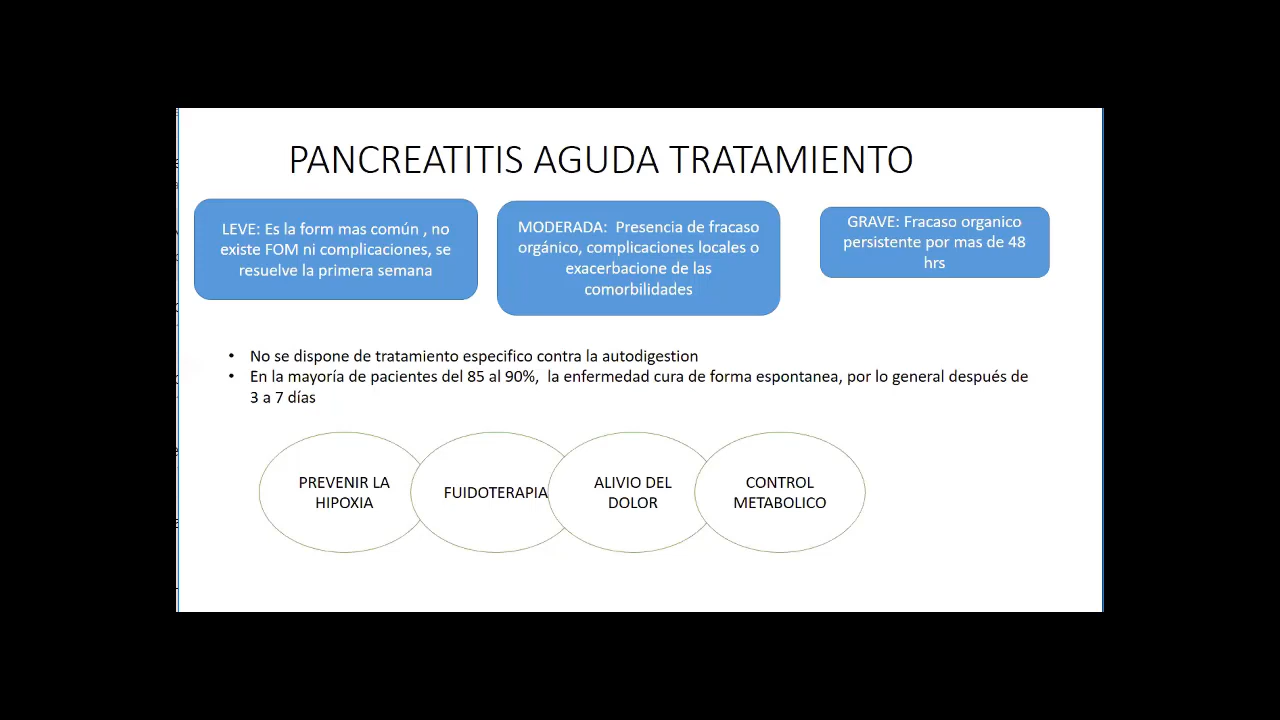 PANCREATITIS AGUDA TRATAMIENTO
LEVE: Es la form mas común , no
existe FOM ni complicaciones, se
resuelve la primera semana
MODERADA: Presencia de fracaso
orgánico, complicaciones locales o
exacerbacione de las
comorbilidades
GRAVE: Fracaso organico
persistente por mas de 48
hrs
• No se dispone de tratamiento especifico contra la autodigestion
• En la mayoría de pacientes del 85 al 90%, la enfermedad cura de forma espontanea, por lo general después de
3 a 7 días
PREVENIR LA
HIPOXIA
FUIDOTERAPIA
ALIVIO DEL
DOLOR
CONTROL
METABOLICO